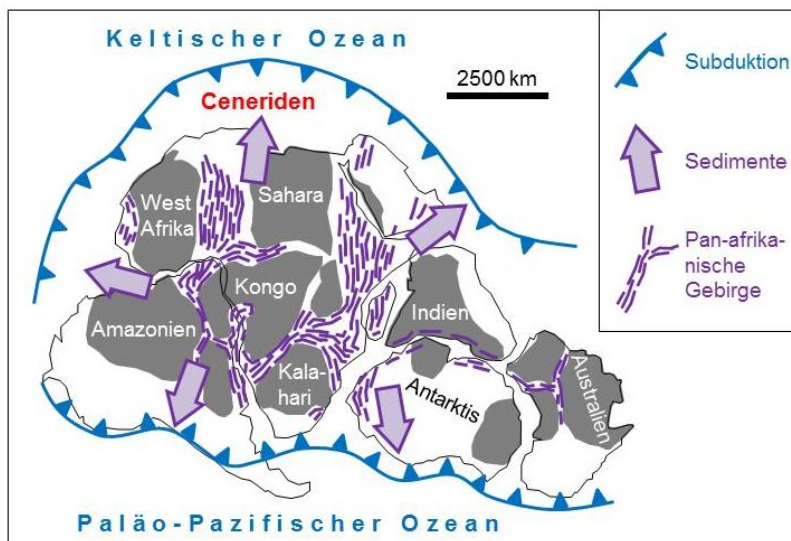 Keltischer Ozean
2500 km
Subduktion
Ceneriden
Sedimente
West
Afrika
Sahara
Pan-afrika-
nische
Gebirge
Kongo
Indien
Amazonien
Kala-
hari
Antarktis
Australien
Paläo-Pazifischer Ozean